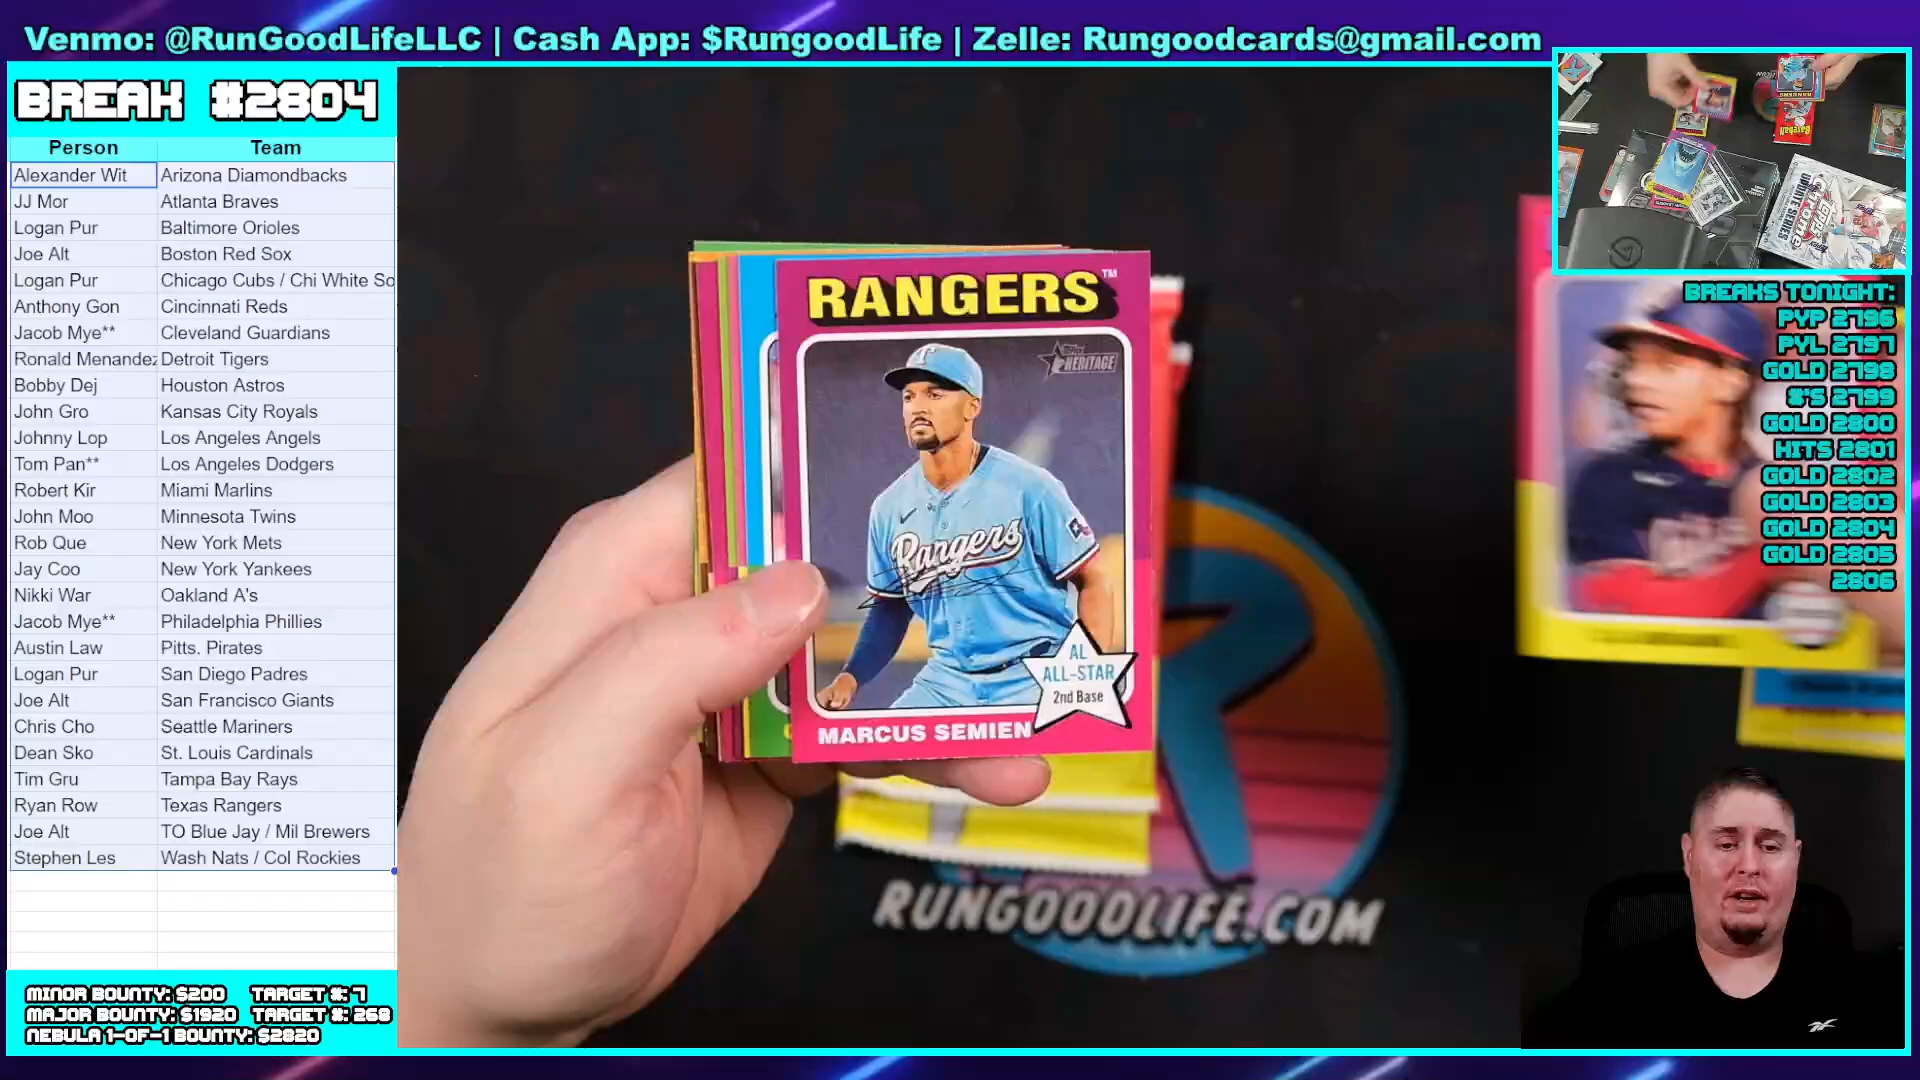 Venmo: @RunGoodLifeLLC | Cash App: $RungoodLife | Zelle: Rungoodcards@gmail.com
BREAK #2804
Person Team
Alexander Wit Arizona Diamondbacks
JJ Mor Atlanta Braves
Logan Pur Baltimore Orioles
Joe Alt Boston Red Sox
Logan Pur Chicago Cubs / Chi White So
Anthony Gon Cincinnati Reds
Jacob Mye** Cleveland Guardians
Ronald Menandez Detroit Tigers
Bobby Dej Houston Astros
John Gro Kansas City Royals
Johnny Lop Los Angeles Angels
Tom Pan** Los Angeles Dodgers
Robert Kir Miami Marlins
John Moo Minnesota Twins
Rob Que New York Mets
Jay Coo New York Yankees
Nikki War Oakland A's
Jacob Mye** Philadelphia Phillies
Austin Law Pitts. Pirates
Logan Pur San Diego Padres
Joe Alt San Francisco Giants
Chris Cho Seattle Mariners
Dean Sko St. Louis Cardinals
Tim Gru Tampa Bay Rays
Ryan Row Texas Rangers
Joe Alt TO Blue Jay / Mil Brewers
Stephen Les Wash Nats / Col Rockies
MINOR BOUNTY: $200 TARGET #: 7
MAJOR BOUNTY: $1920 TARGET #: 268
NEBULA 1-OF-1 BOUNTY: $2820
RANGERS™
Topps
HERITAGE
Rangers
AL
ALL-STAR
2nd Base
MARCUS SEMIEN
RUNGOODLIFE.COM
RANGERS
Baseball
Topps
Chrome
UPDATE SERIES
BREAKS TONIGHT:
PYP 2796
PYL 2797
GOLD 2798
#'S 2799
GOLD 2800
HITS 2801
GOLD 2802
GOLD 2803
GOLD 2804
GOLD 2805
2806